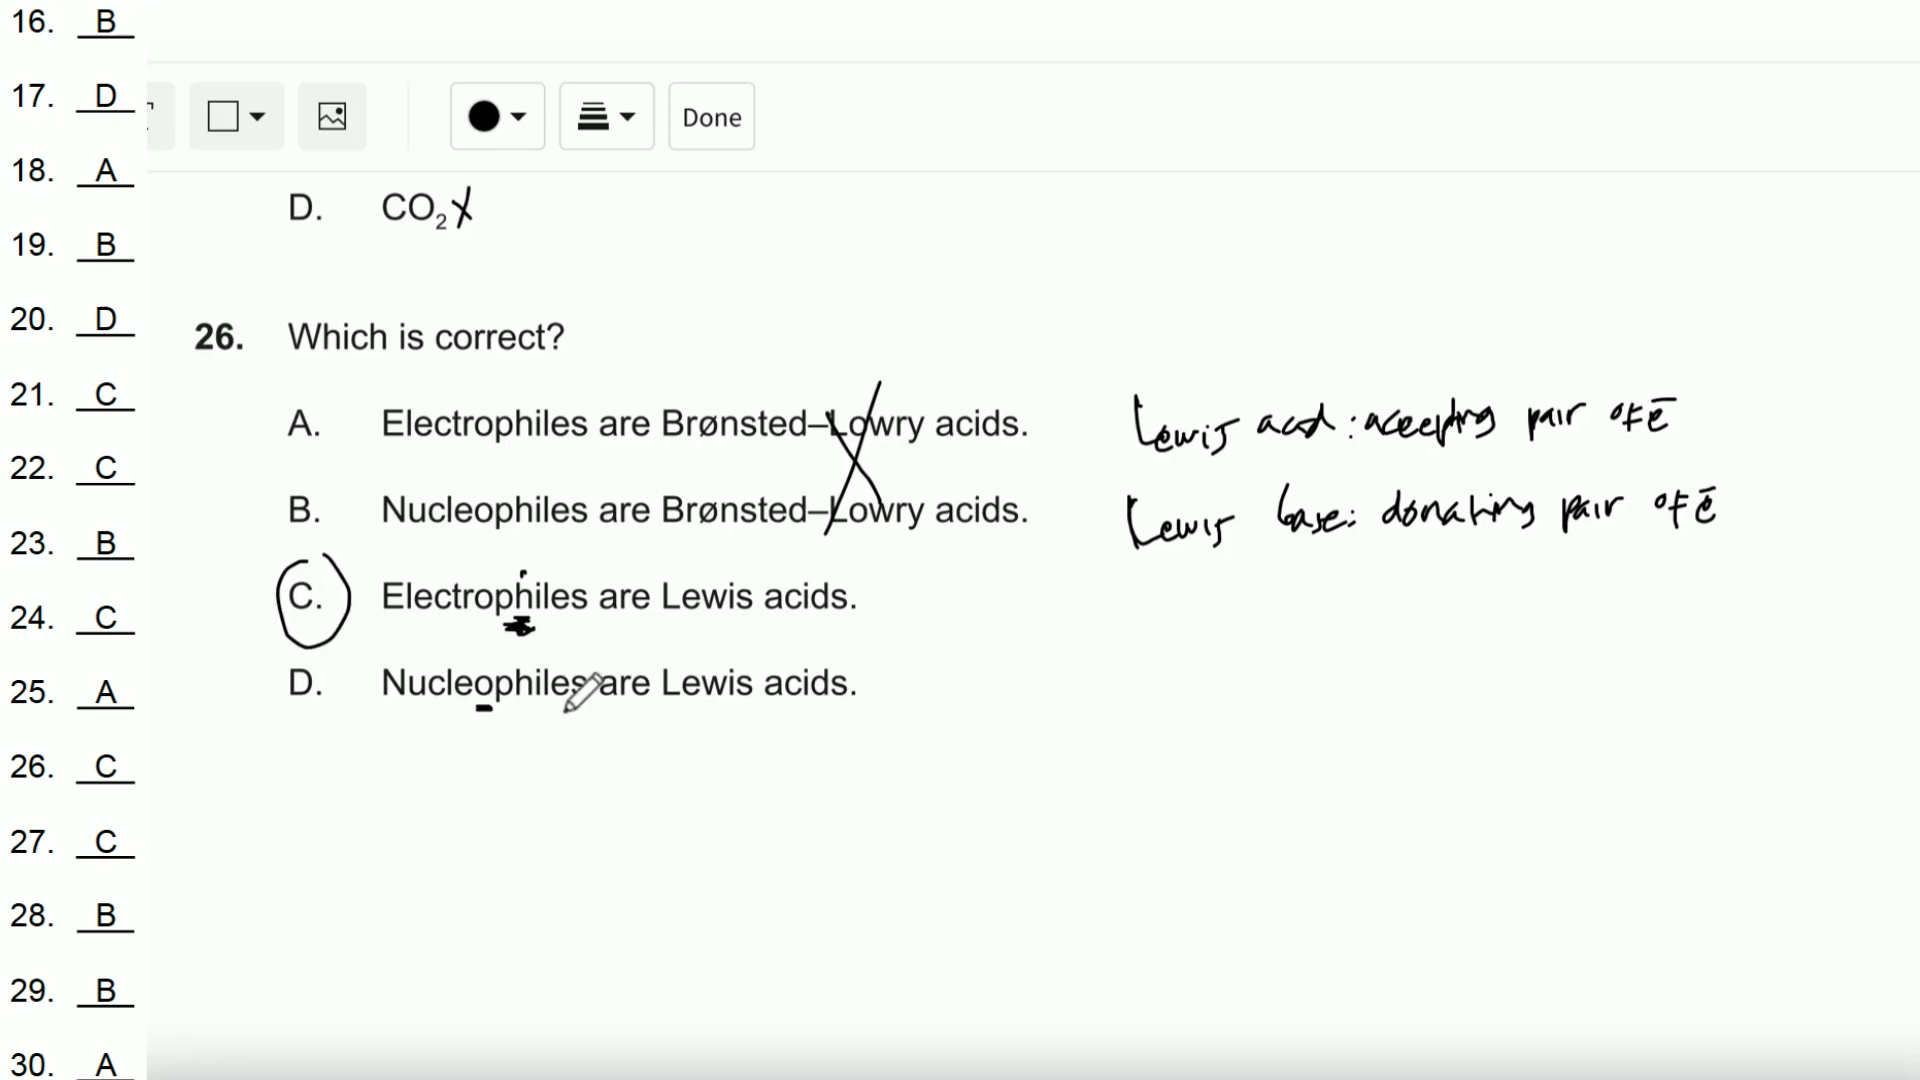 16. B
17. D
18. A
19. B
20. D
21. C
22. C
23. B
24. C
25. A
26. C
27. C
28. B
29. B
30. A
Done
D. CO₂ X
26. Which is correct?
A. Electrophiles are Brønsted–Lowry acids.
B. Nucleophiles are Brønsted–Lowry acids.
C. Electrophiles are Lewis acids.
D. Nucleophiles are Lewis acids.
Lewis acid: accepting pair of ē
Lewis base: donating pair of ē